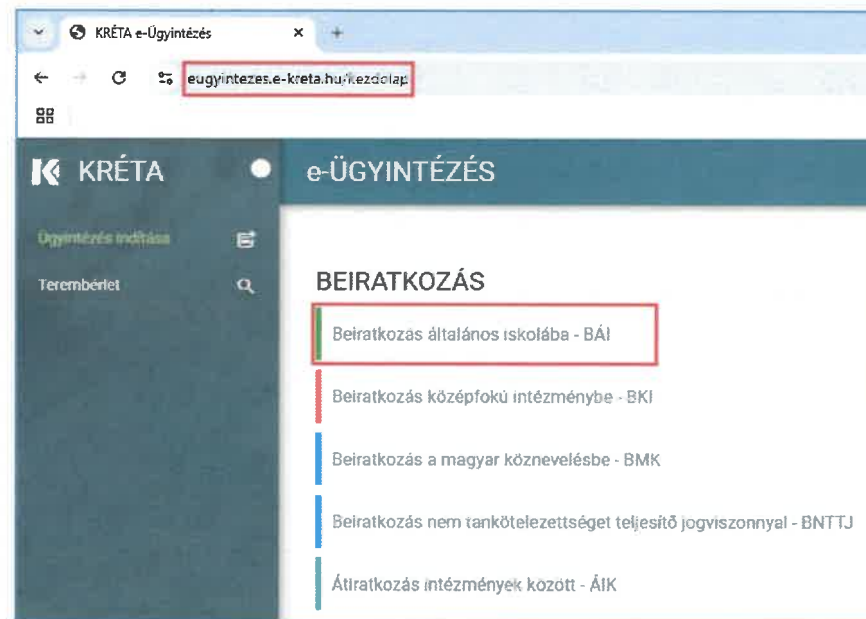 KRÉTA e-Ügyintézés
eugyintezes.e-kreta.hu/kezdolap
KRÉTA
e-ÜGYINTÉZÉS
Ügyintézés indítása
Terembérlet
BEIRATKOZÁS
Beiratkozás általános iskolába - BÁI
Beiratkozás középfokú intézménybe - BKI
Beiratkozás a magyar köznevelésbe - BMK
Beiratkozás nem tankötelezettséget teljesítő jogviszonnyal - BNTTJ
Átiratkozás intézmények között - ÁIK